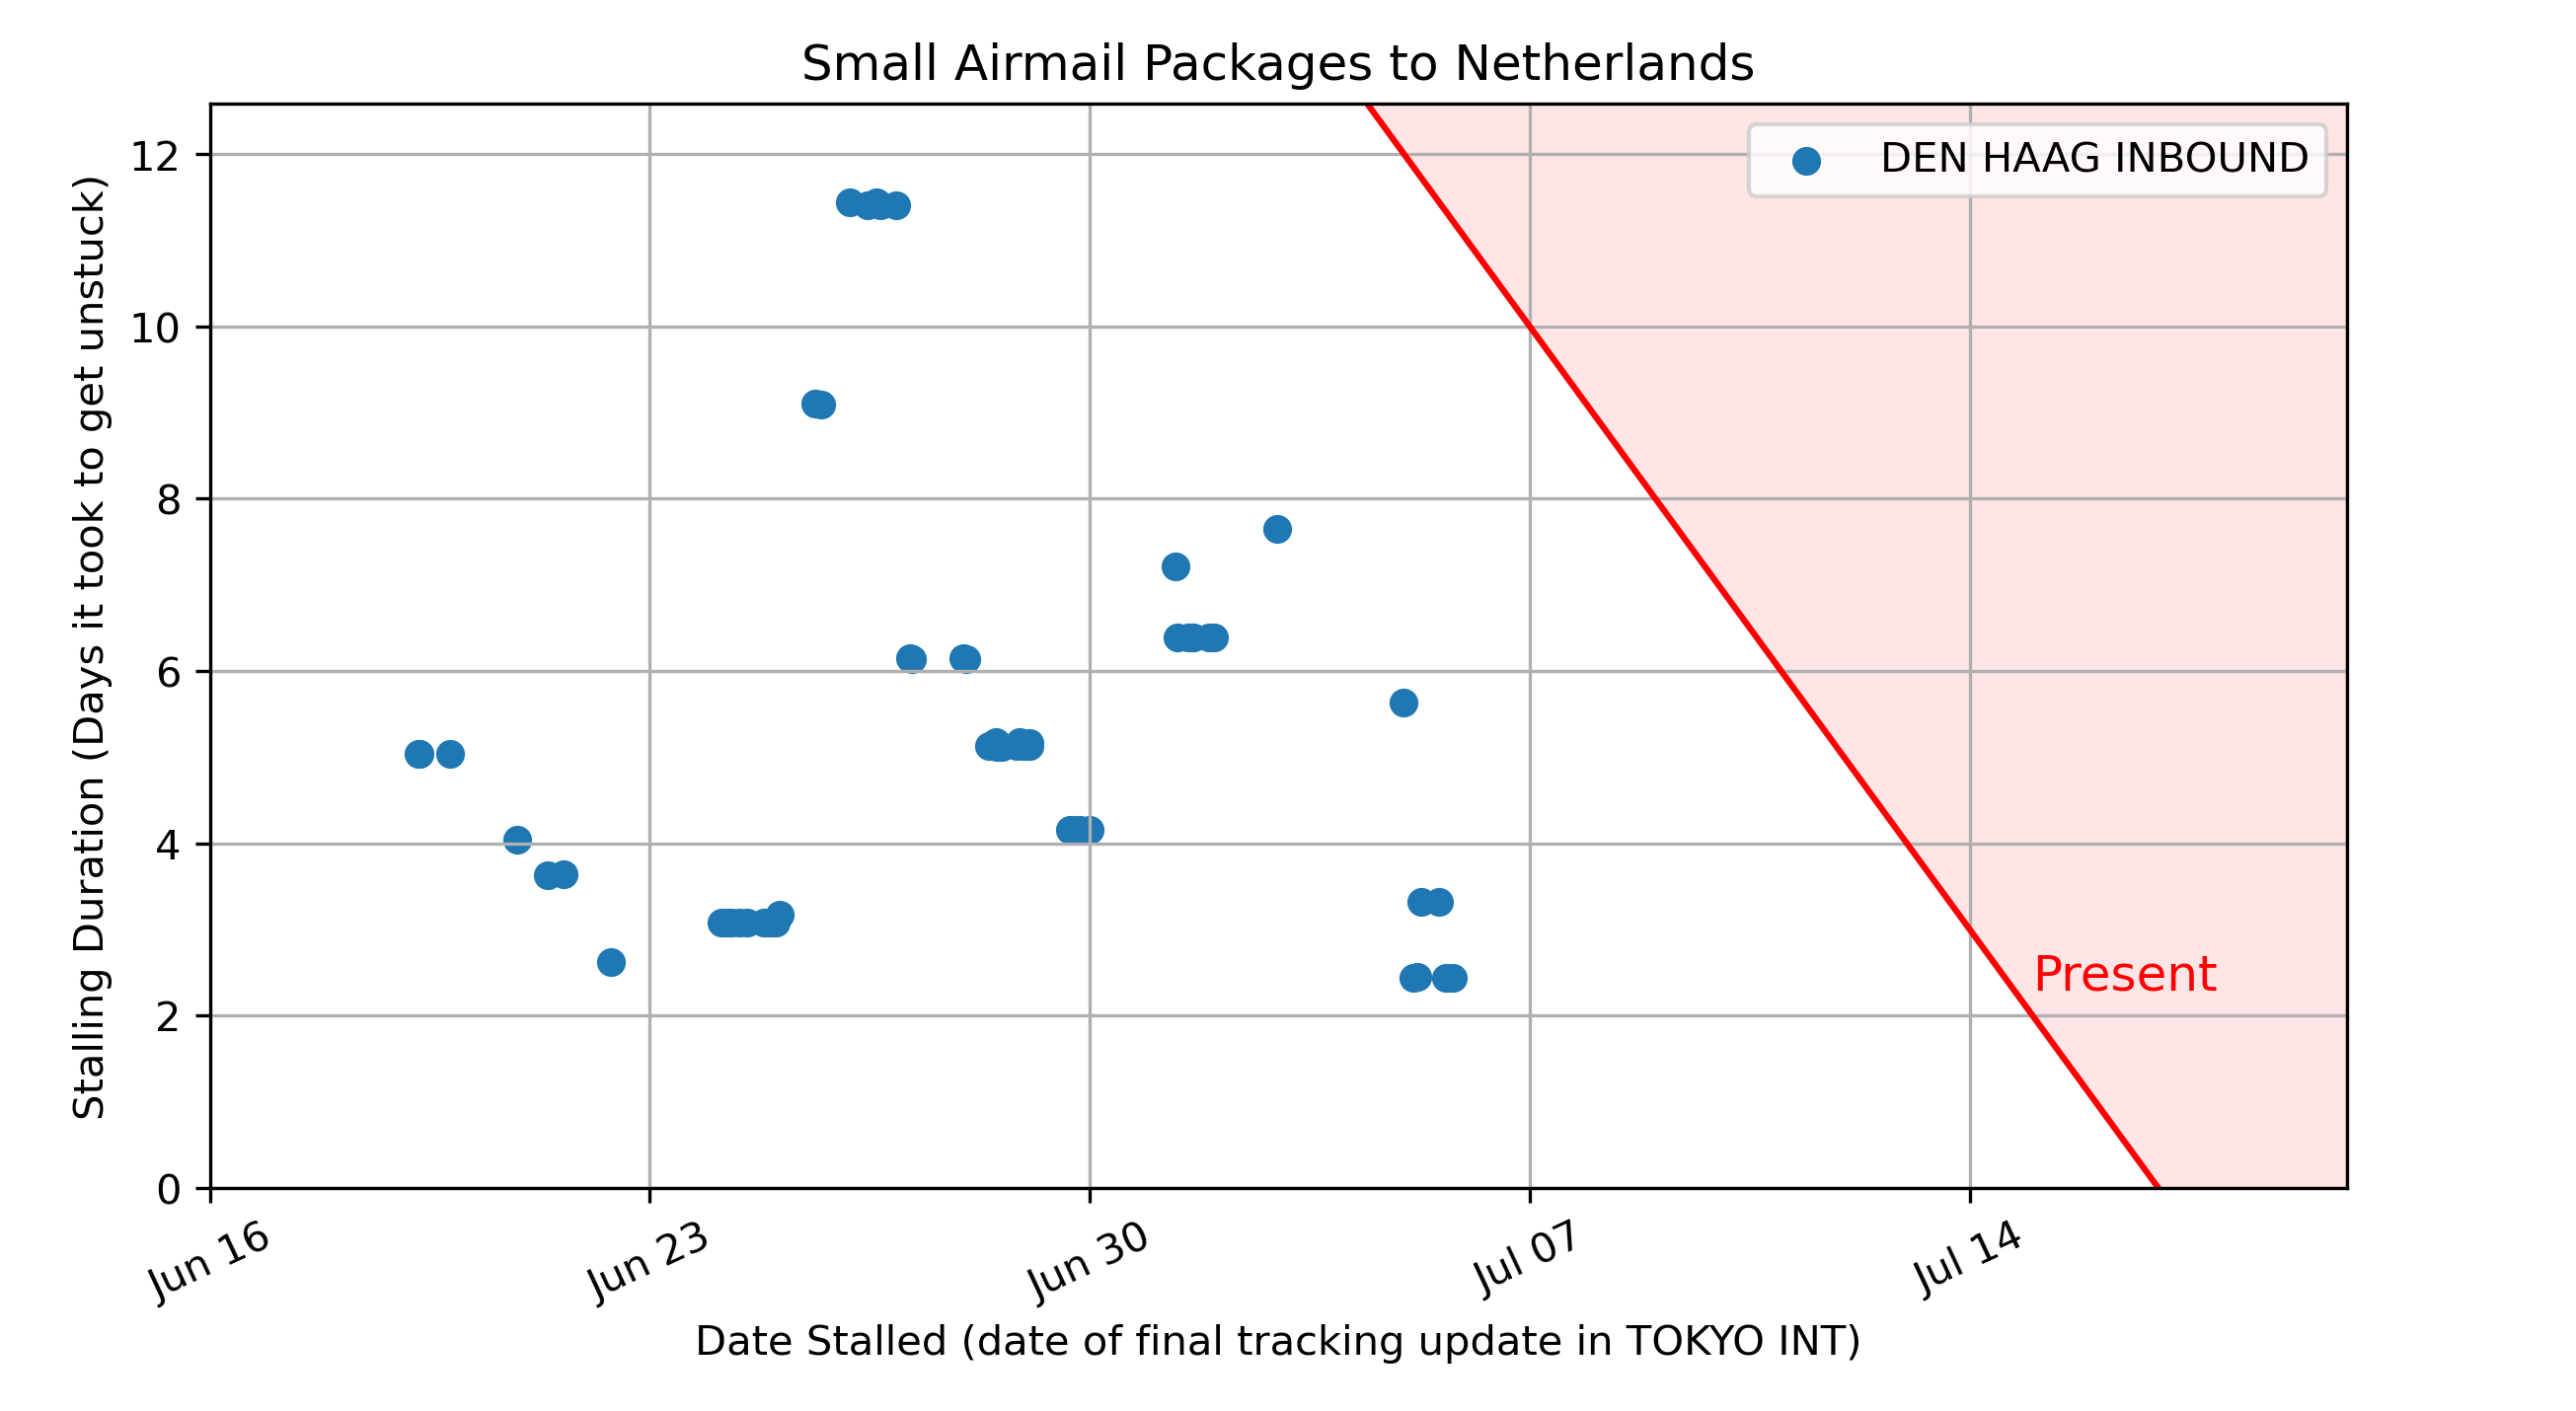 Small Airmail Packages to Netherlands
DEN HAAG INBOUND
Stalling Duration (Days it took to get unstuck)
12
10
8
6
4
2
0
Present
Jun 16
Jun 23
Jun 30
Jul 07
Jul 14
Date Stalled (date of final tracking update in TOKYO INT)